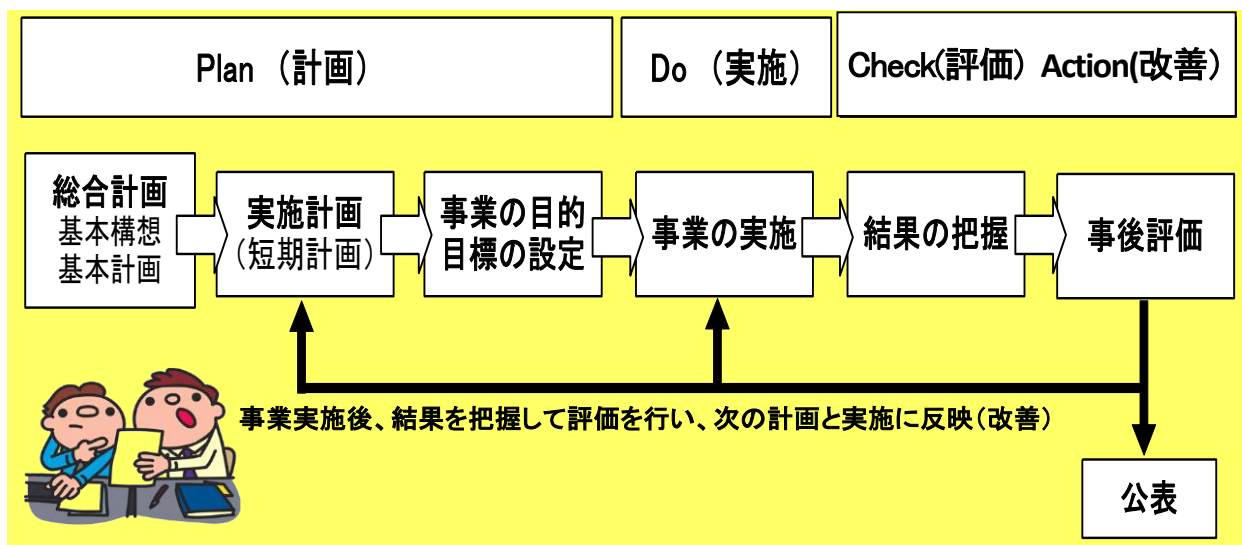 Plan （計画）
Do （実施）
Check(評価） Action(改善）
総合計画
基本構想
基本計画
実施計画
（短期計画）
事業の目的
目標の設定
事業の実施
結果の把握
事後評価
事業実施後、結果を把握して評価を行い、次の計画と実施に反映（改善）
公表